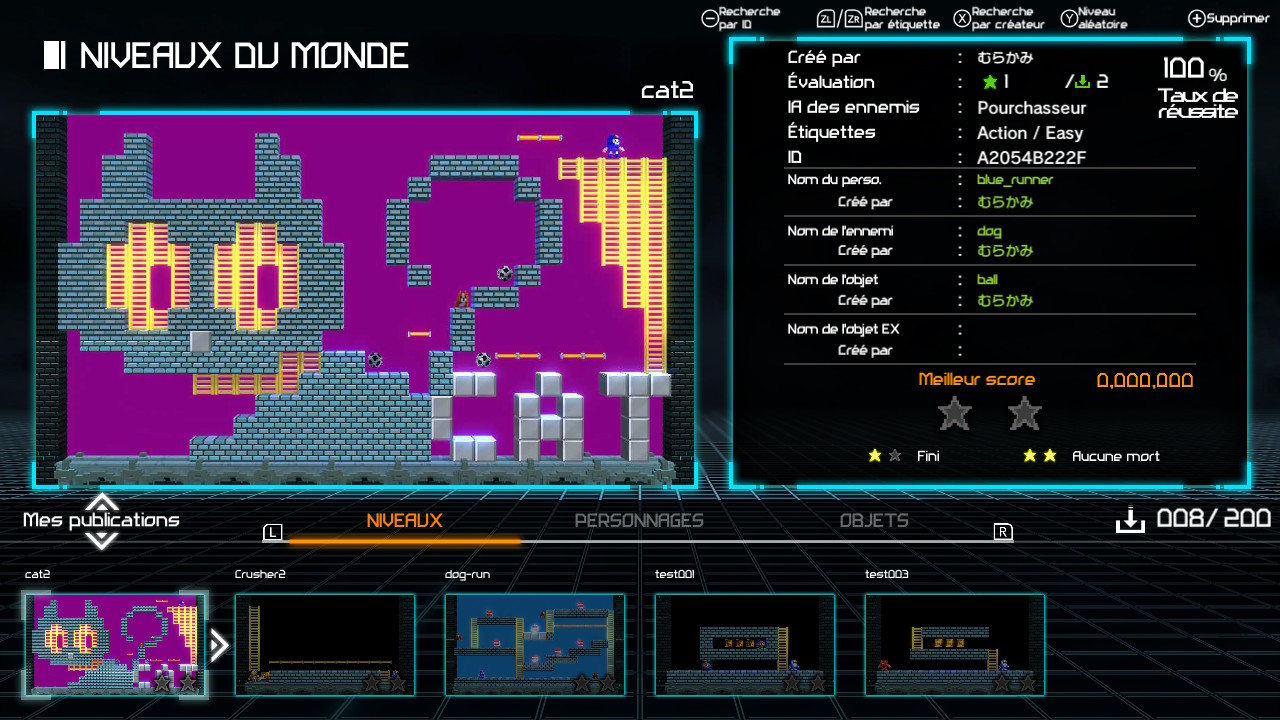 Recherche par ID
ZL / ZR Recherche par étiquette
X Recherche par créateur
Y Niveau aléatoire
Supprimer
NIVEAUX DU MONDE
cat2
Créé par : むらかみ
Évaluation : 1 / 2
IA des ennemis : Pourchasseur
Étiquettes : Action / Easy
ID : A2054B222F
100 %
Taux de réussite
Nom du perso. : blue_runner
Créé par : むらかみ
Nom de l'ennemi : dog
Créé par : むらかみ
Nom de l'objet : ball
Créé par : むらかみ
Nom de l'objet EX :
Créé par :
Meilleur score 0,000,000
Fini
Aucune mort
CAT
Mes publications
L NIVEAUX PERSONNAGES OBJETS R
008/200
cat2
Crusher2
dog-run
test001
test003